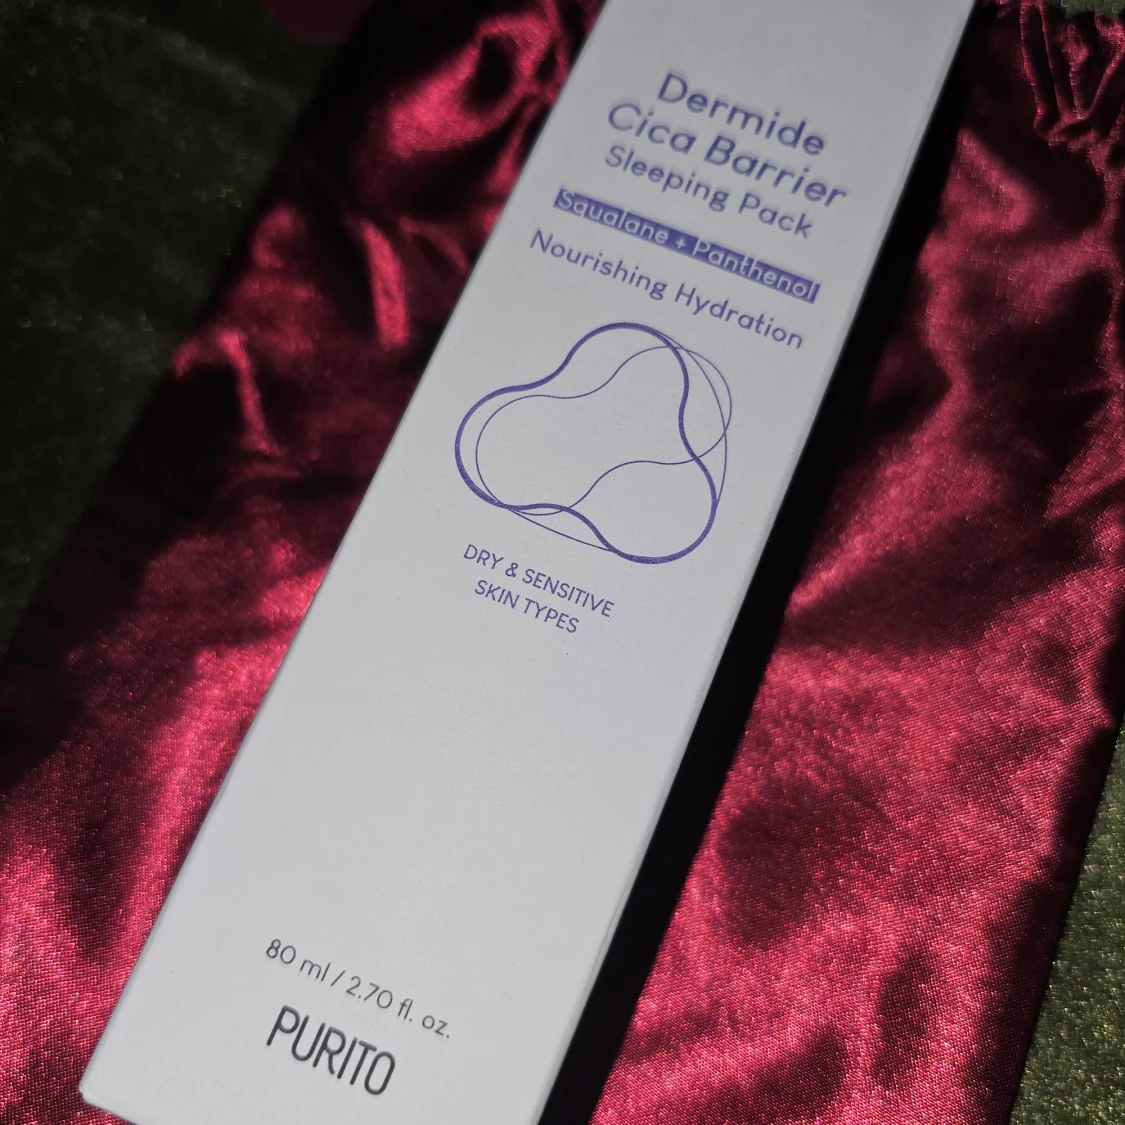 Dermide
Cica Barrier
Sleeping Pack
Squalane + Panthenol
Nourishing Hydration
DRY & SENSITIVE
SKIN TYPES
80 ml / 2.70 fl. oz.
PURITO